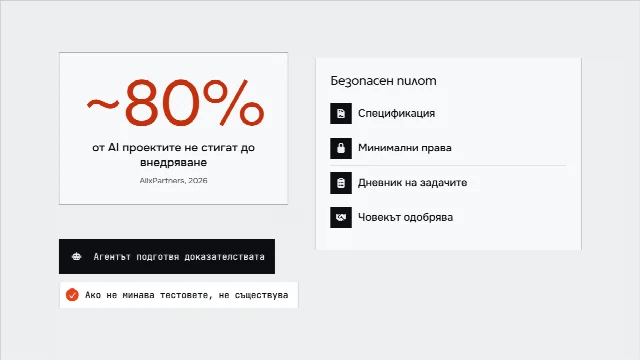 ~80%
от AI проектите не стигат до
внедряване
AlixPartners, 2026
Агентът подготвя доказателствата
Ако не минава тестовете, не съществува
Безопасен пилот
Спецификация
Минимални права
Дневник на задачите
Човекът одобрява